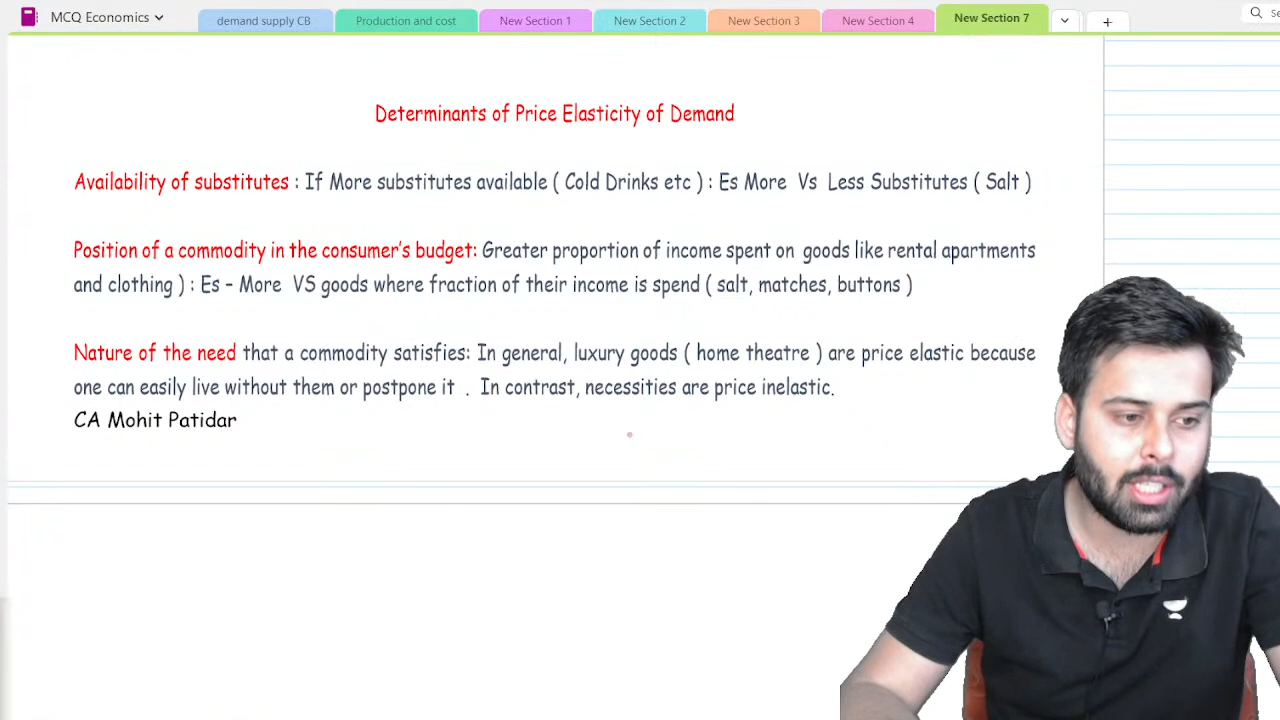 MCQ Economics
demand supply CB
Production and cost
New Section 1
New Section 2
New Section 3
New Section 4
New Section 7
Determinants of Price Elasticity of Demand
Availability of substitutes : If More substitutes available ( Cold Drinks etc ) : Es More Vs Less Substitutes ( Salt )
Position of a commodity in the consumer's budget: Greater proportion of income spent on goods like rental apartments
and clothing ) : Es – More VS goods where fraction of their income is spend ( salt, matches, buttons )
Nature of the need that a commodity satisfies: In general, luxury goods ( home theatre ) are price elastic because
one can easily live without them or postpone it . In contrast, necessities are price inelastic.
CA Mohit Patidar